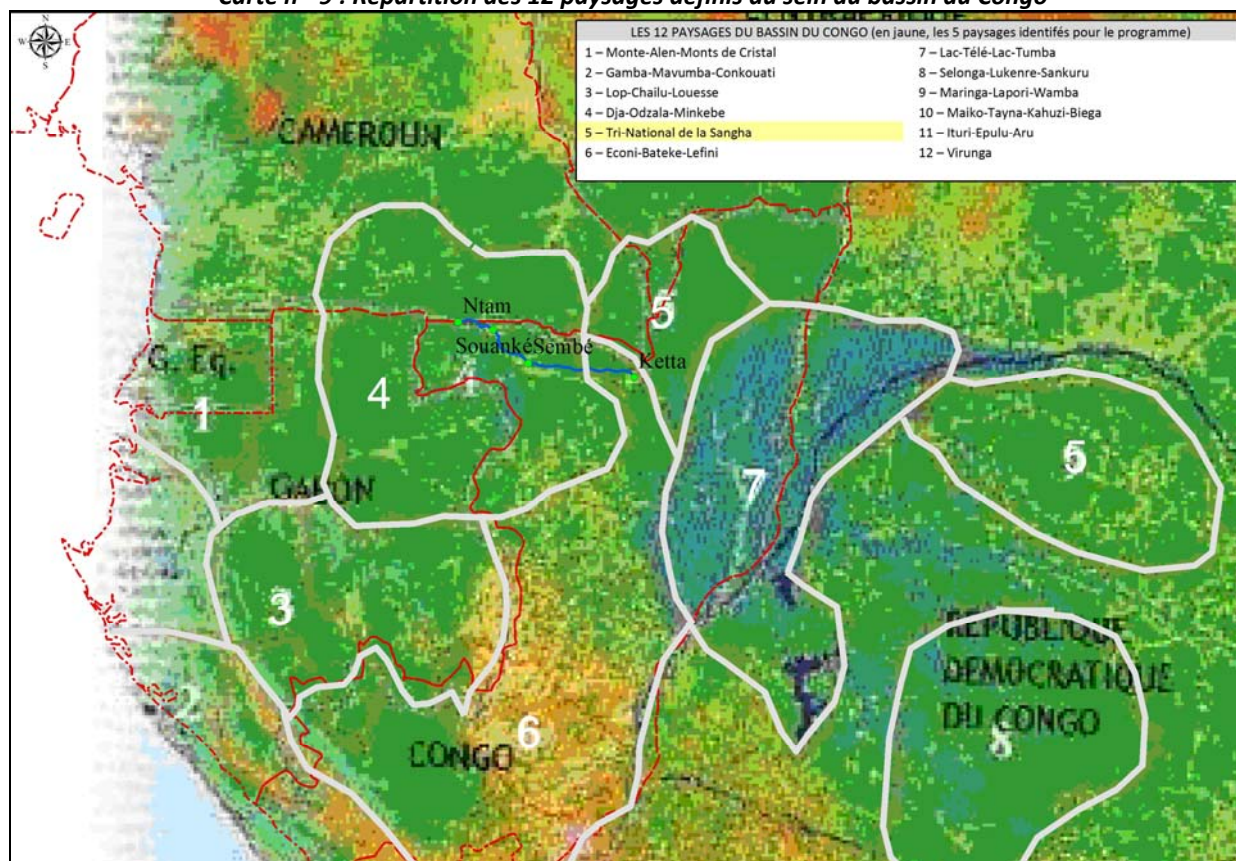 Carte n° 9 : Répartition des 12 paysages définis au sein du bassin du Congo
LES 12 PAYSAGES DU BASSIN DU CONGO (en jaune, les 5 paysages identifiés pour le programme)
1 – Monte-Alen-Monts de Cristal
2 – Gamba-Mavumba-Conkouati
3 – Lop-Chailu-Louesse
4 – Dja-Odzala-Minkebe
5 – Tri-National de la Sangha
6 – Econi-Bateke-Lefini
7 – Lac-Télé-Lac-Tumba
8 – Selonga-Lukenre-Sankuru
9 – Maringa-Lapori-Wamba
10 – Maiko-Tayna-Kahuzi-Biega
11 – Ituri-Epulu-Aru
12 – Virunga
N
W
E
S
CAMEROUN
5
Ntam
Souanké Sembé
Ketta
G. Eq.
4
1
5
7
GABON
3
REPUBLIQUE
DEMOCRATIQUE
DU CONGO
2
6
8
CONGO